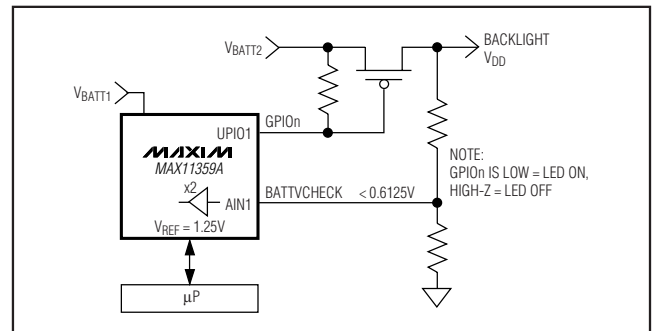 VBATT2
BACKLIGHT
VDD
VBATT1
GPIOn
UPIO1
MAXIM
MAX11359A
x2
AIN1
BATTVCHECK < 0.6125V
VREF = 1.25V
NOTE:
GPIOn IS LOW = LED ON,
HIGH-Z = LED OFF
μP